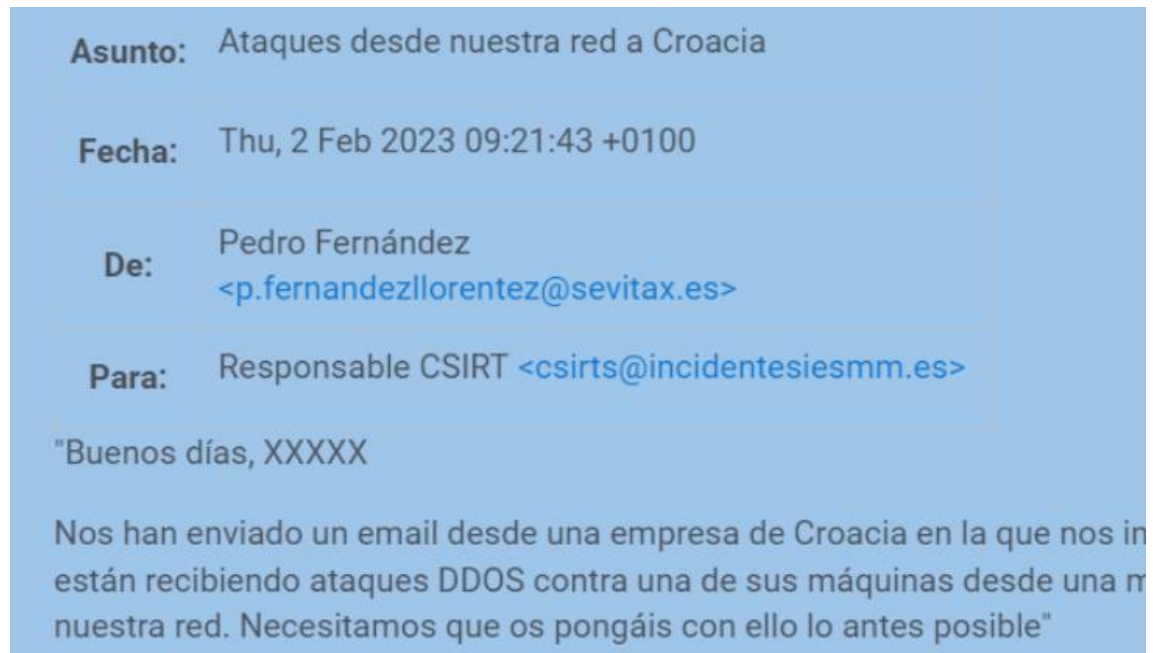 Asunto: Ataques desde nuestra red a Croacia
Fecha: Thu, 2 Feb 2023 09:21:43 +0100
De: Pedro Fernández
<p.fernandezllorentez@sevitax.es>
Para: Responsable CSIRT <csirts@incidentesiesmm.es>
"Buenos días, XXXXX
Nos han enviado un email desde una empresa de Croacia en la que nos
están recibiendo ataques DDOS contra una de sus máquinas desde una
nuestra red. Necesitamos que os pongáis con ello lo antes posible"